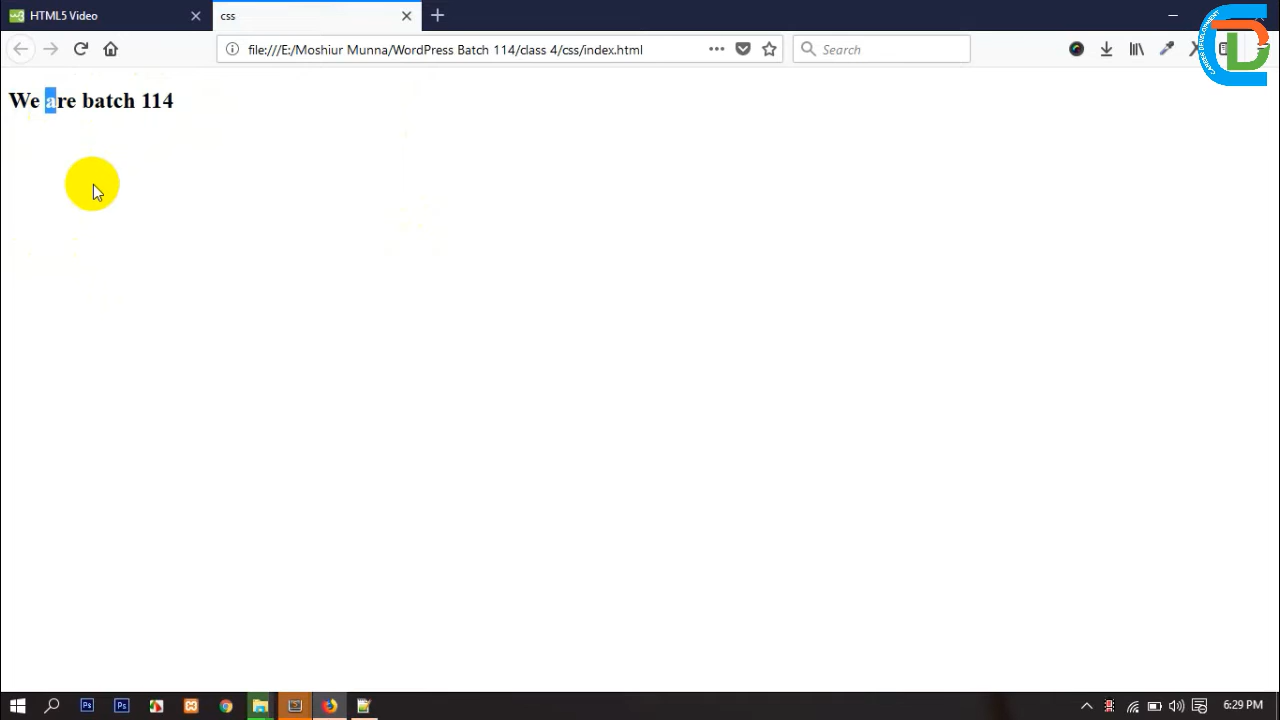 HTML5 Video
css
file:///E:/Moshiur Munna/WordPress Batch 114/class 4/css/index.html
Search
We are batch 114
6:29 PM